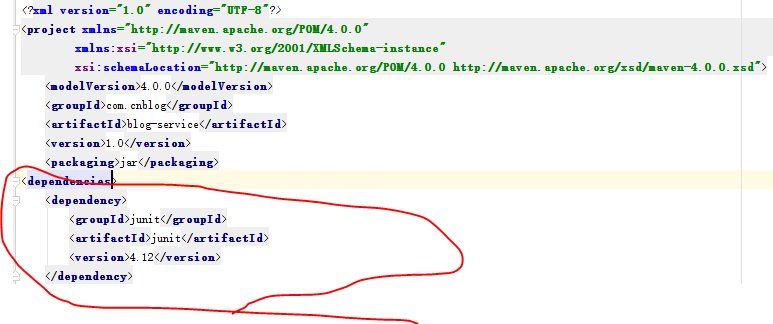 <?xml version="1.0" encoding="UTF-8"?>
<project xmlns="http://maven.apache.org/POM/4.0.0"
xmlns:xsi="http://www.w3.org/2001/XMLSchema-instance"
xsi:schemaLocation="http://maven.apache.org/POM/4.0.0 http://maven.apache.org/xsd/maven-4.0.0.xsd">
<modelVersion>4.0.0</modelVersion>
<groupId>com.cnblog</groupId>
<artifactId>blog-service</artifactId>
<version>1.0</version>
<packaging>jar</packaging>
<dependencies>
<dependency>
<groupId>junit</groupId>
<artifactId>junit</artifactId>
<version>4.12</version>
</dependency>